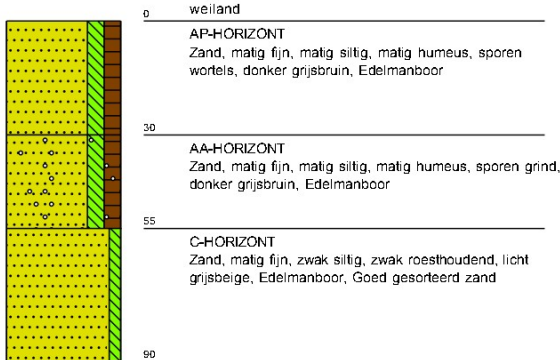 0 weiland
AP-HORIZONT
Zand, matig fijn, matig siltig, matig humeus, sporen
wortels, donker grijsbruin, Edelmanboor
30
AA-HORIZONT
Zand, matig fijn, matig siltig, matig humeus, sporen grind,
donker grijsbruin, Edelmanboor
55
C-HORIZONT
Zand, matig fijn, zwak siltig, zwak roesthoudend, licht
grijsbeige, Edelmanboor, Goed gesorteerd zand
90